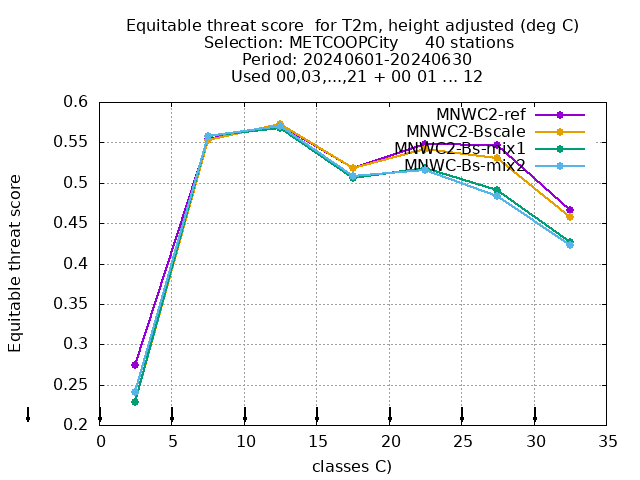 Equitable threat score  for T2m, height adjusted (deg C)
Selection: METCOOPCity     40 stations
Period: 20240601-20240630
Used 00,03,...,21 + 00 01 ... 12
MNWC2-ref
MNWC2-Bscale
MNWC2-Bs-mix1
MNWC-Bs-mix2
Equitable threat score
0.6
0.55
0.5
0.45
0.4
0.35
0.3
0.25
0.2
0 5 10 15 20 25 30 35
classes C)